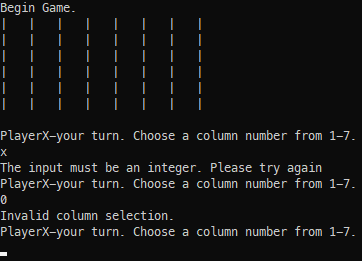 Begin Game.
|   |   |   |   |   |   |   |
|   |   |   |   |   |   |   |
|   |   |   |   |   |   |   |
|   |   |   |   |   |   |   |
|   |   |   |   |   |   |   |
|   |   |   |   |   |   |   |
PlayerX—your turn. Choose a column number from 1—7.
x
The input must be an integer. Please try again
PlayerX—your turn. Choose a column number from 1—7.
0
Invalid column selection.
PlayerX—your turn. Choose a column number from 1—7.